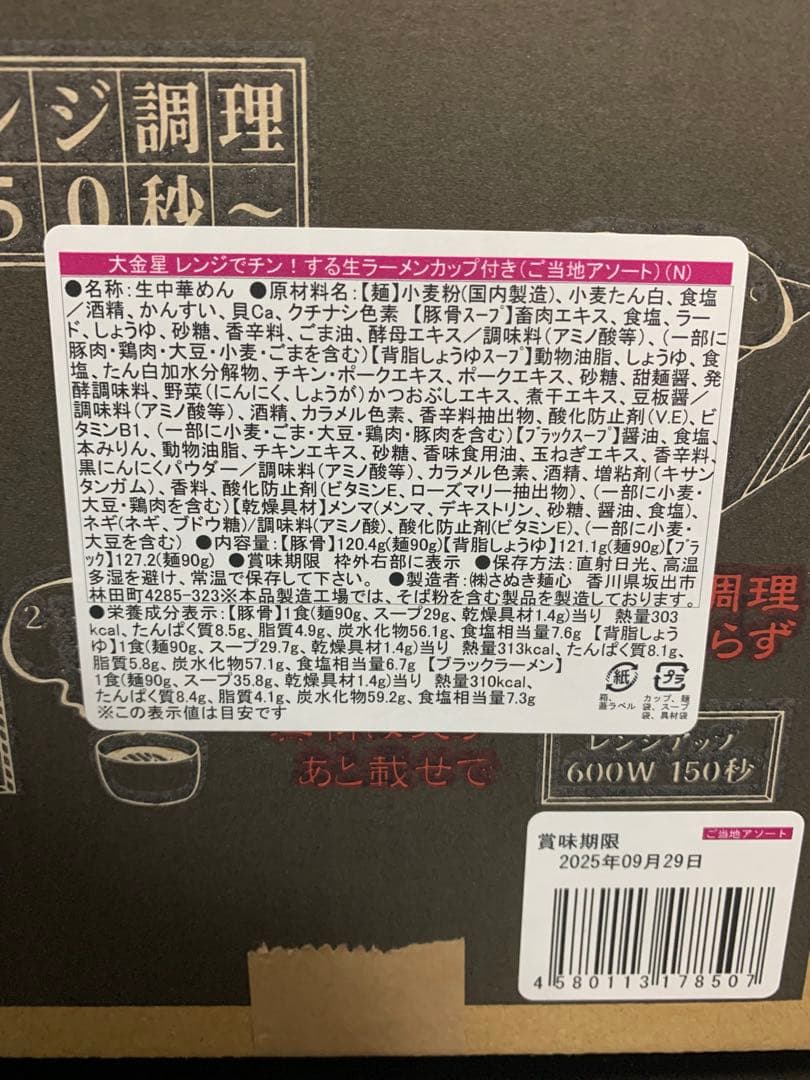 ンジ調理
50秒～
大金星 レンジでチン！する生ラーメンカップ付き(ご当地アソート)(N)
●名称:生中華めん ●原材料名:【麺】小麦粉(国内製造)、小麦たん白、食塩
／酒精、かんすい、貝Ca、クチナシ色素 【豚骨スープ】畜肉エキス、食塩、ラー
ド、しょうゆ、砂糖、香辛料、ごま油、酵母エキス／調味料(アミノ酸等)、(一部に
豚肉・鶏肉・大豆・小麦・ごまを含む)【背脂しょうゆスープ】動物油脂、しょうゆ、食
塩、たん白加水分解物、チキン・ポークエキス、ポークエキス、砂糖、甜麺醤、発
酵調味料、野菜(にんにく、しょうが)かつおぶしエキス、煮干エキス、豆板醤／
調味料(アミノ酸等)、酒精、カラメル色素、香辛料抽出物、酸化防止剤(V.E)、ビ
タミンB1、(一部に小麦・ごま・大豆・鶏肉・豚肉を含む)【ブラックスープ】醤油、食塩、
本みりん、動物油脂、チキンエキス、砂糖、香味食用油、玉ねぎエキス、香辛料、
黒にんにくパウダー／調味料(アミノ酸等)、カラメル色素、酒精、増粘剤(キサン
タンガム)、香料、酸化防止剤(ビタミンE、ローズマリー抽出物)、(一部に小麦・
大豆・鶏肉を含む)【乾燥具材】メンマ(メンマ、デキストリン、砂糖、醤油、食塩)、
ネギ(ネギ、ブドウ糖)/調味料(アミノ酸)、酸化防止剤(ビタミンE)、(一部に小麦・
大豆を含む) ●内容量:【豚骨】120.4g(麺90g)【背脂しょうゆ】121.1g(麺90g)【ブラ
ック】127.2(麺90g) ●賞味期限 枠外右部に表示 ●保存方法:直射日光、高温
多湿を避け、常温で保存して下さい。 ●製造者:㈱さぬき麺心 香川県坂出市
林田町4285-323※本品製造工場では、そば粉を含む製品を製造しております。
●栄養成分表示:【豚骨】1食(麺90g、スープ29g、乾燥具材1.4g)当り 熱量303
kcal、たんぱく質8.5g、脂質4.9g、炭水化物56.1g、食塩相当量7.6g 【背脂しょう
ゆ】1食(麺90g、スープ29.7g、乾燥具材1.4g)当り 熱量313kcal、たんぱく質8.1g、
脂質5.8g、炭水化物57.1g、食塩相当量6.7g 【ブラックラーメン】
1食(麺90g、スープ35.8g、乾燥具材1.4g)当り 熱量310kcal、
たんぱく質8.4g、脂質4.1g、炭水化物59.2g、食塩相当量7.3g
※この表示値は目安です
紙
プラ
箱、
蓋ラベル
カップ、麺
袋、スープ
袋、具材袋
2
調理
らず
あと載せで
レンジアップ
600W 150秒
ご当地アソート
賞味期限
2025年09月29日
4580113178507